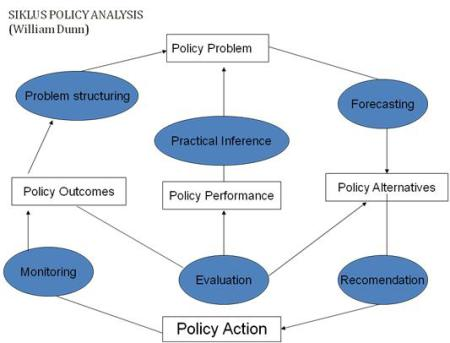 SIKLUS POLICY ANALYSIS
(William Dunn)
Policy Problem
Problem structuring
Forecasting
Practical Inference
Policy Outcomes
Policy Performance
Policy Alternatives
Monitoring
Evaluation
Recomendation
Policy Action